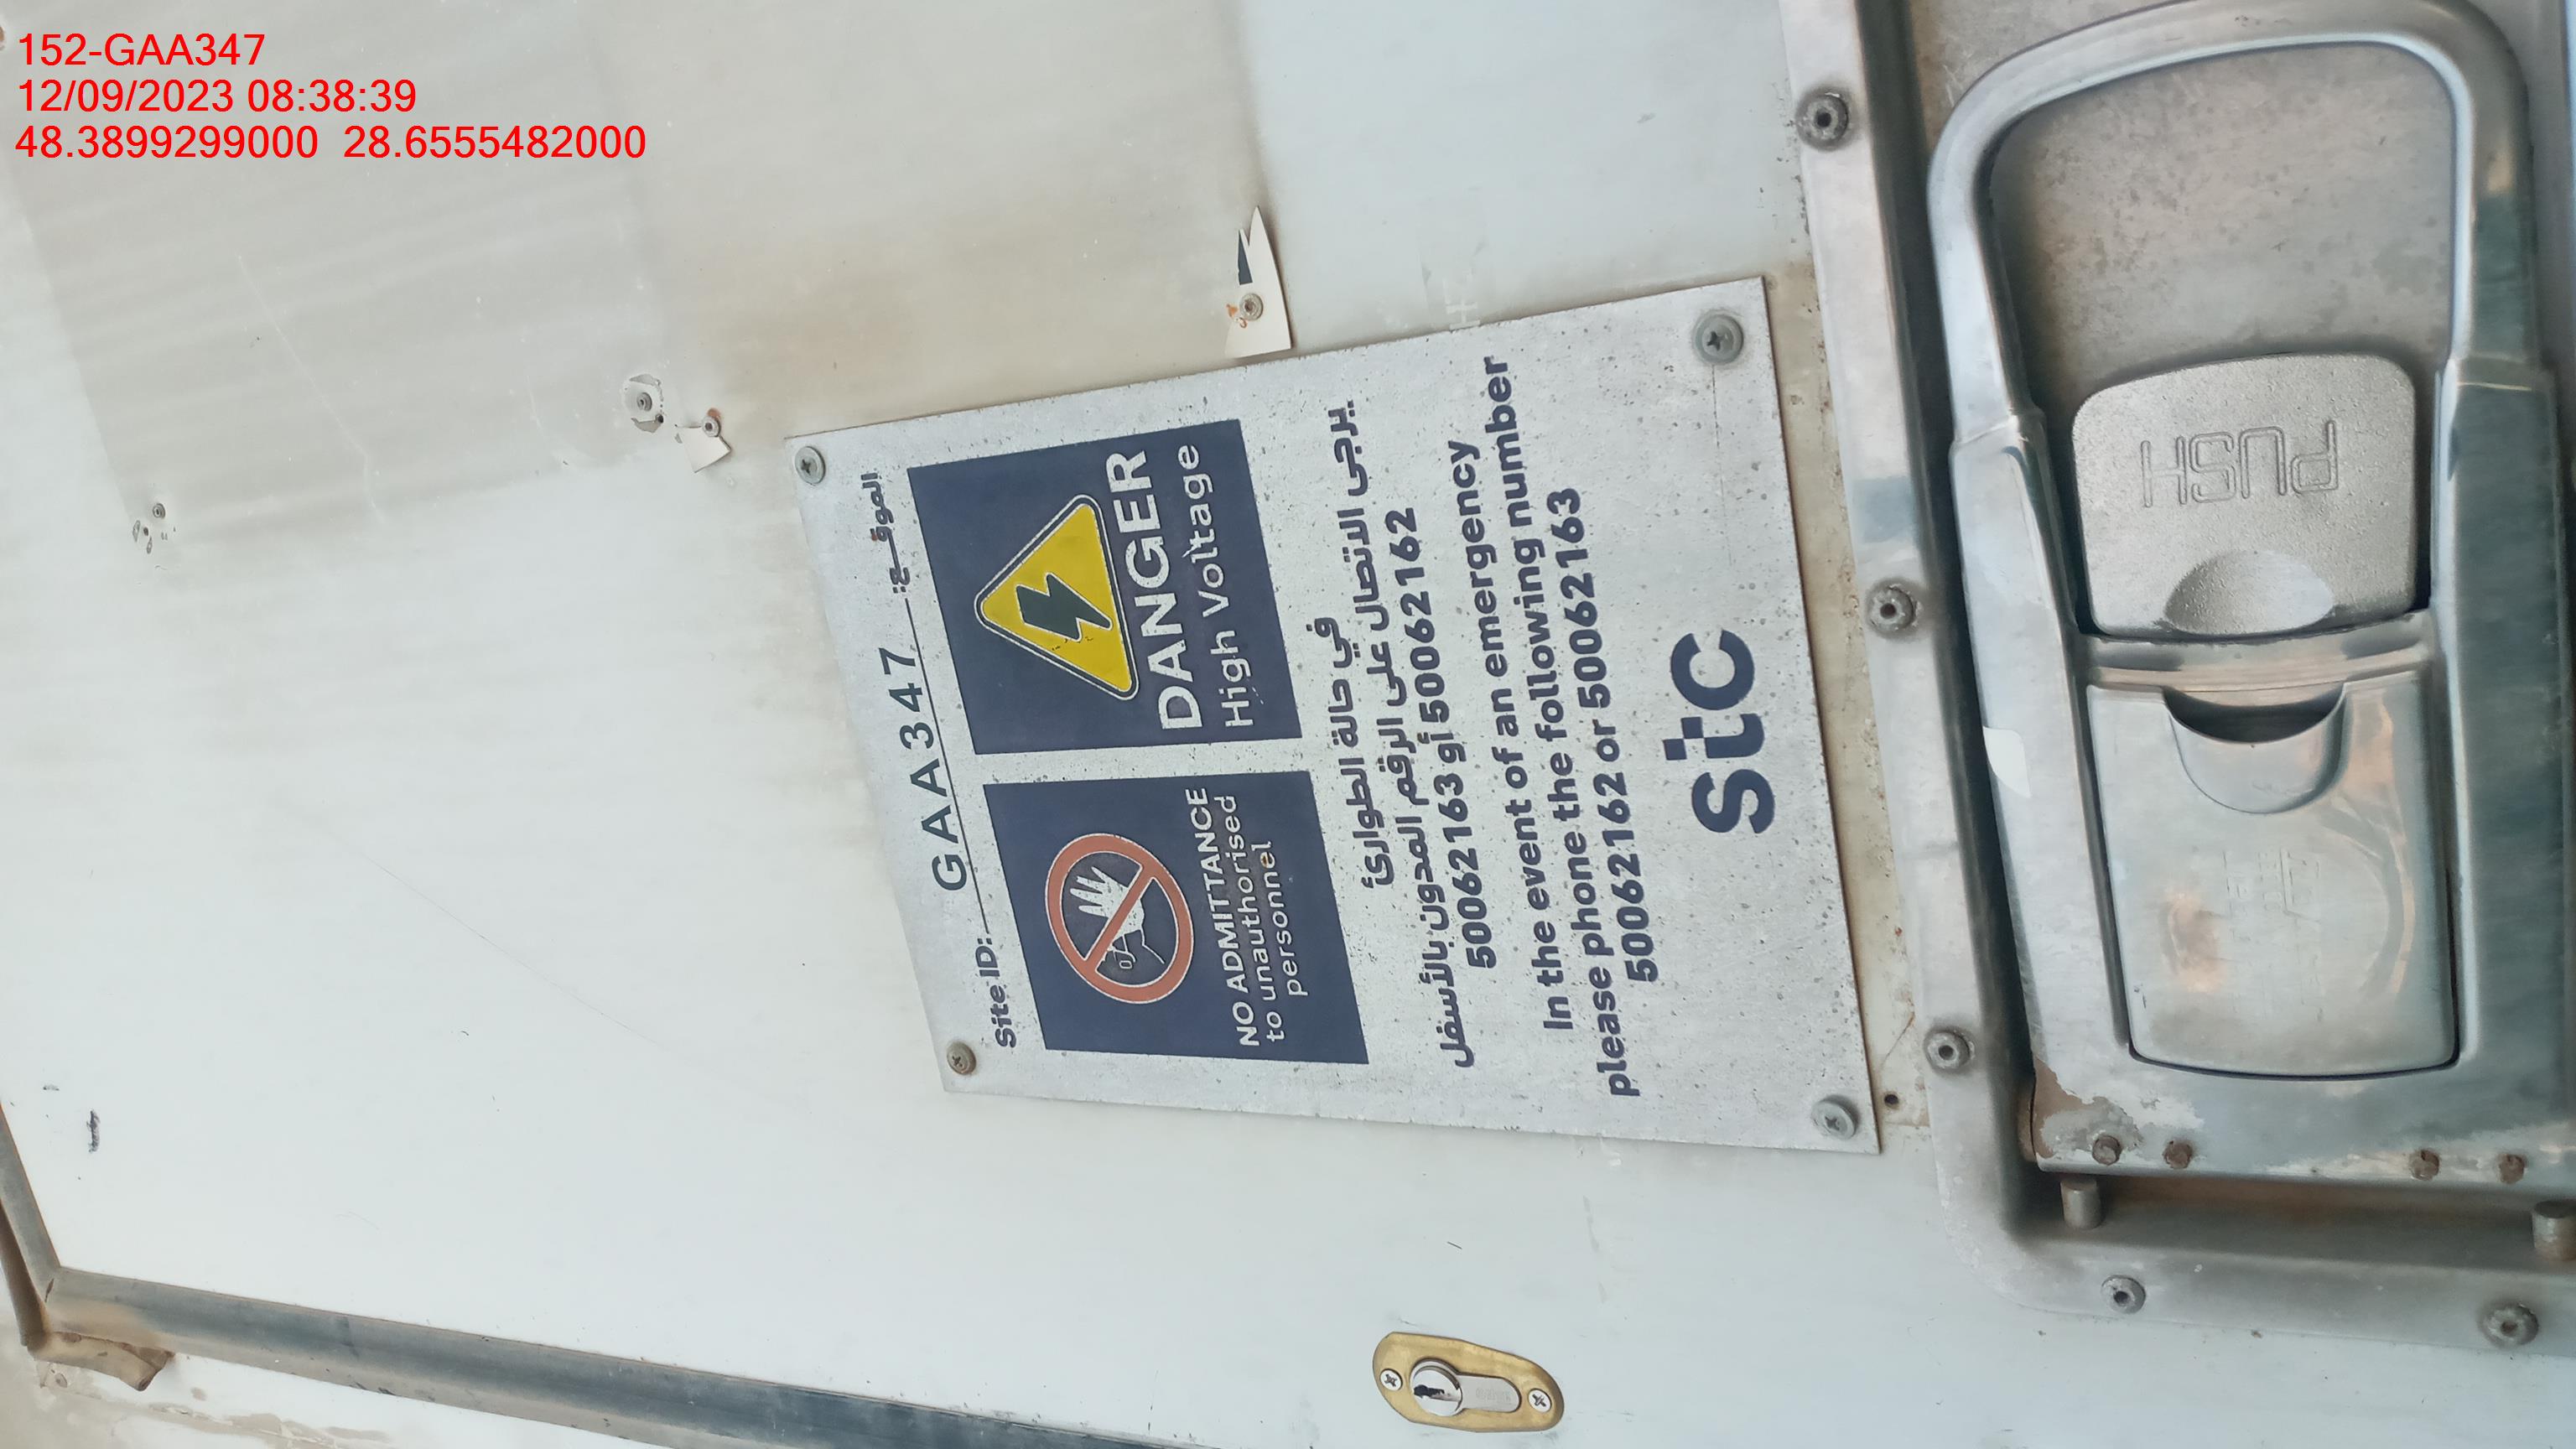 152-GAA347
12/09/2023 08:38:39
48.3899299000 28.6555482000
Site ID: GAA347 الموقـــع:
NO ADMITTANCE
to unauthorised
personnel
DANGER
High Voltage
في حالة الطوارئ
يرجى الاتصال على الرقم المدون بالأسفل
50062163 أو 50062162
In the event of an emergency
please phone the following number
50062162 or 50062163
stc
PUSH